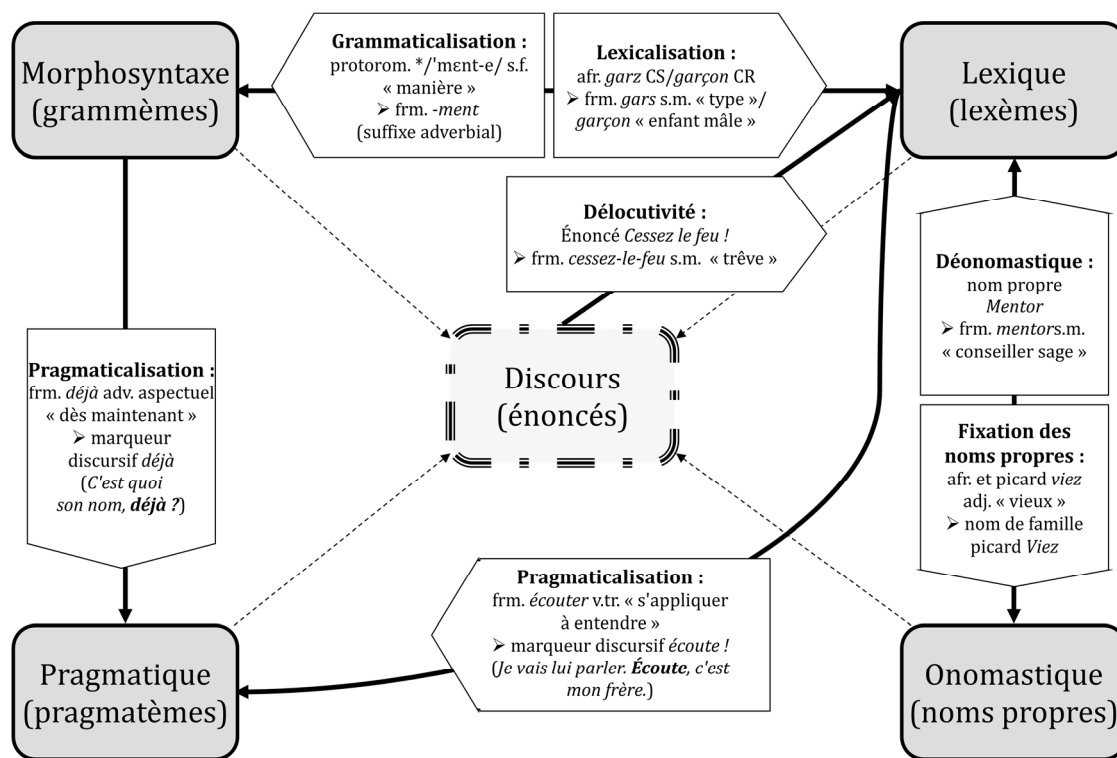 Morphosyntaxe
(grammèmes)
Grammaticalisation :
protorom. */'mɛnt-e/ s.f.
« manière »
➢ frm. -ment
(suffixe adverbial)
Lexicalisation :
afr. garz CS/garçon CR
➢ frm. gars s.m. « type »/
garçon « enfant mâle »
Lexique
(lexèmes)
Délocutivité :
Énoncé Cessez le feu !
➢ frm. cessez-le-feu s.m. « trêve »
Déonomastique :
nom propre
Mentor
➢ frm. mentors.m.
« conseiller sage »
Pragmaticalisation :
frm. déjà adv. aspectuel
« dès maintenant »
➢ marqueur
discursif déjà
(C'est quoi
son nom, déjà ?)
Discours
(énoncés)
Fixation des
noms propres :
afr. et picard viez
adj. « vieux »
➢ nom de famille
picard Viez
Pragmaticalisation :
frm. écouter v.tr. « s'appliquer
à entendre »
➢ marqueur discursif écoute !
(Je vais lui parler. Écoute, c'est
mon frère.)
Pragmatique
(pragmatèmes)
Onomastique
(noms propres)